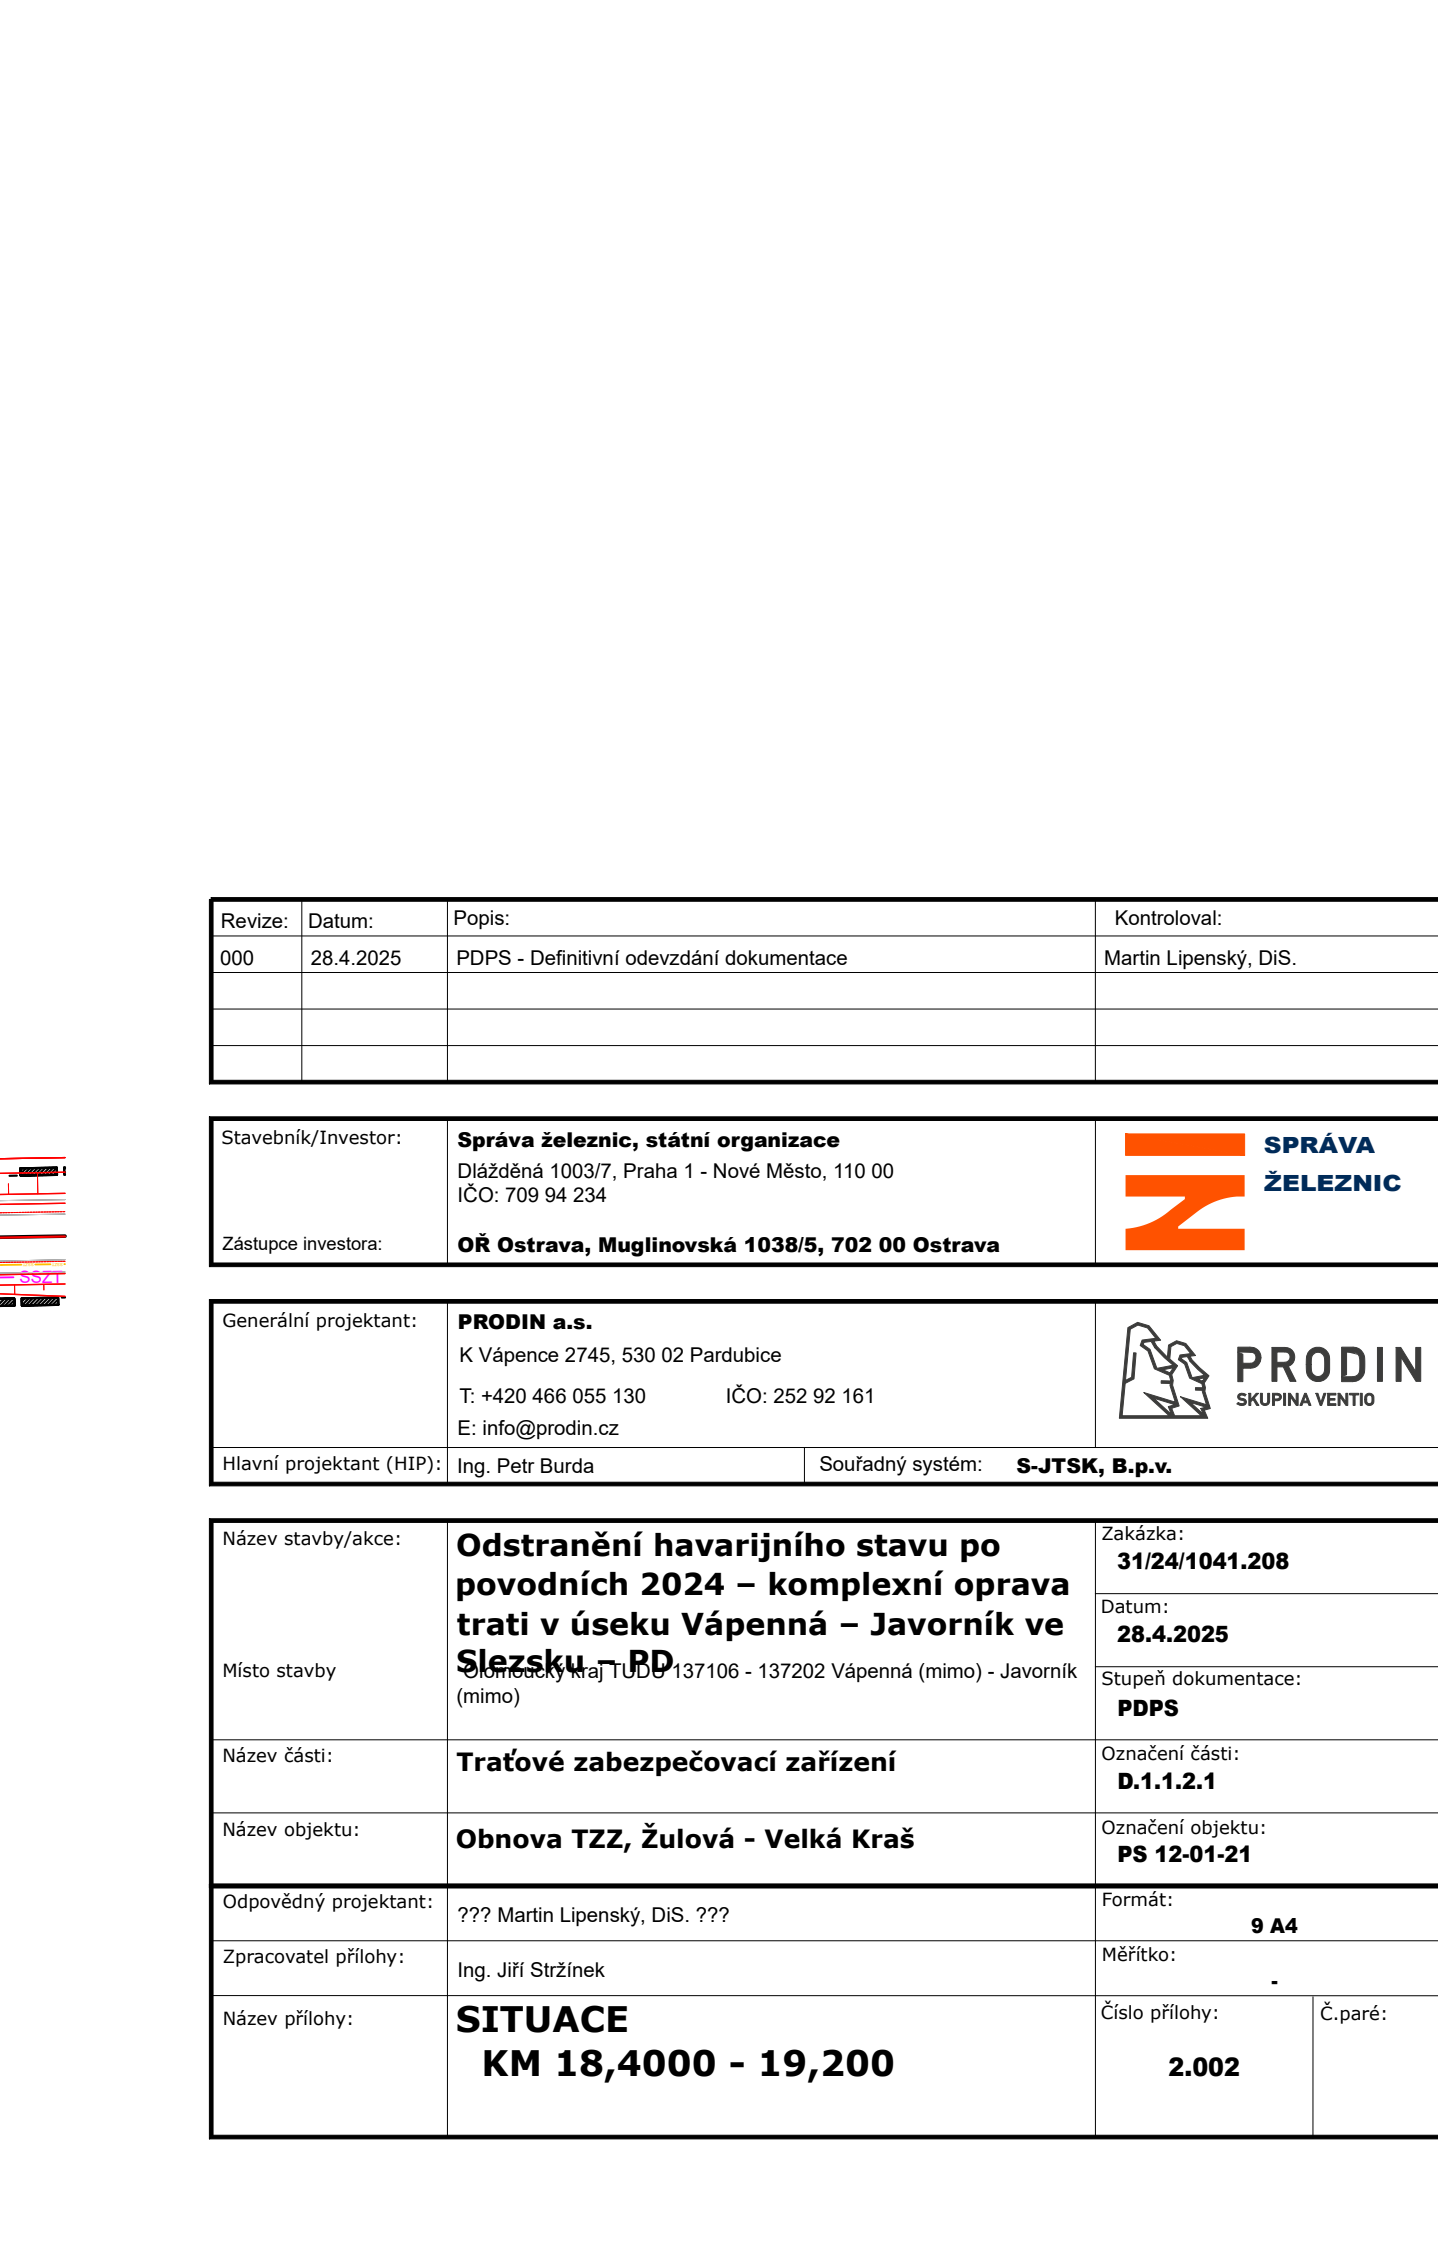 Revize: Datum: Popis: Kontroloval:
000 28.4.2025 PDPS - Definitivní odevzdání dokumentace Martin Lipenský, DiS.
Stavebník/Investor: Správa železnic, státní organizace
Dlážděná 1003/7, Praha 1 - Nové Město, 110 00
IČO: 709 94 234
Zástupce investora: OŘ Ostrava, Muglinovská 1038/5, 702 00 Ostrava
SPRÁVA
ŽELEZNIC
SSZT
Generální projektant: PRODIN a.s.
K Vápence 2745, 530 02 Pardubice
T: +420 466 055 130 IČO: 252 92 161
E: info@prodin.cz
PRODIN
SKUPINA VENTIO
Hlavní projektant (HIP): Ing. Petr Burda Souřadný systém: S-JTSK, B.p.v.
Název stavby/akce: Odstranění havarijního stavu po
povodních 2024 – komplexní oprava
trati v úseku Vápenná – Javorník ve
Slezsku – PD
Zakázka:
31/24/1041.208
Datum:
28.4.2025
Místo stavby Olomoucký kraj TUDU 137106 - 137202 Vápenná (mimo) - Javorník
(mimo)
Stupeň dokumentace:
PDPS
Název části: Traťové zabezpečovací zařízení
Označení části:
D.1.1.2.1
Název objektu: Obnova TZZ, Žulová - Velká Kraš
Označení objektu:
PS 12-01-21
Odpovědný projektant: ??? Martin Lipenský, DiS. ???
Formát:
9 A4
Zpracovatel přílohy: Ing. Jiří Stržínek
Měřítko:
-
Název přílohy: SITUACE
KM 18,4000 - 19,200
Číslo přílohy: Č.paré:
2.002